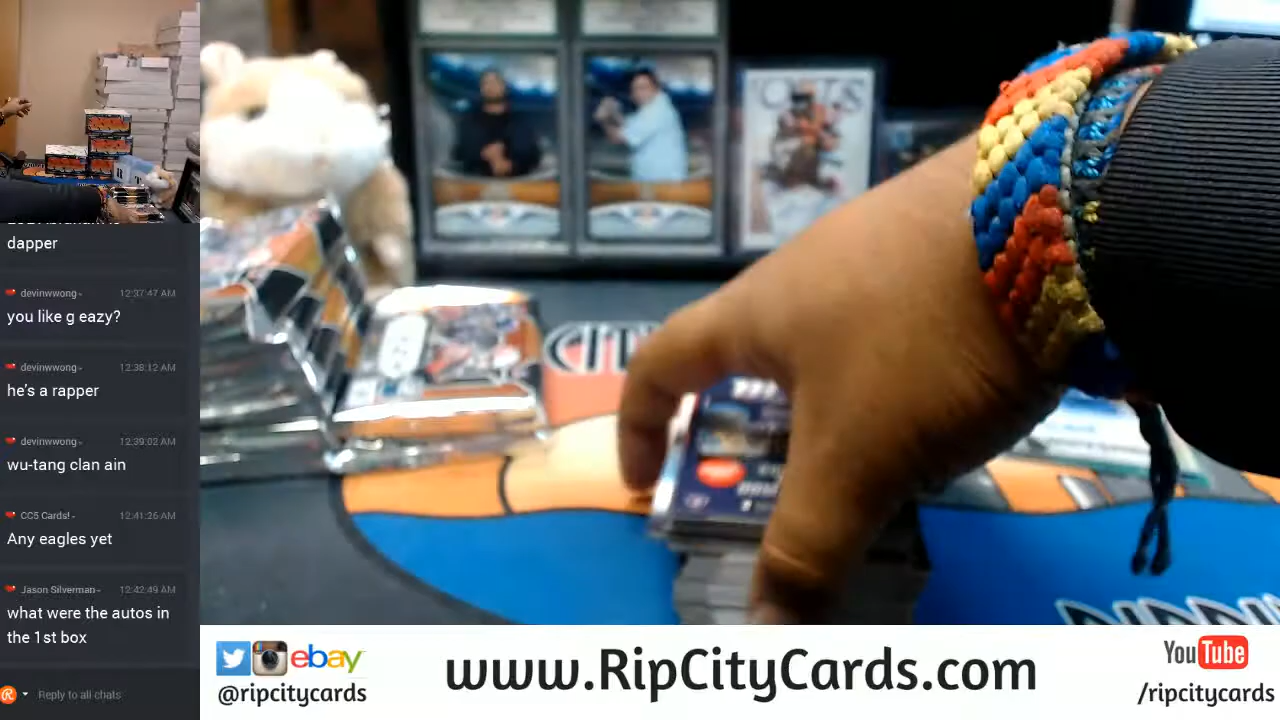 dapper
devinwwong-
12:37:47 AM
you like g eazy?
devinwwong-
12:38:12 AM
he's a rapper
devinwwong-
12:39:02 AM
wu-tang clan ain
CC5 Cards!-
12:41:26 AM
Any eagles yet
Jason Silverman-
12:42:49 AM
what were the autos in
the 1st box
Reply to all chats
ebay
@ripcitycards
www.RipCityCards.com
YouTube
/ripcitycards